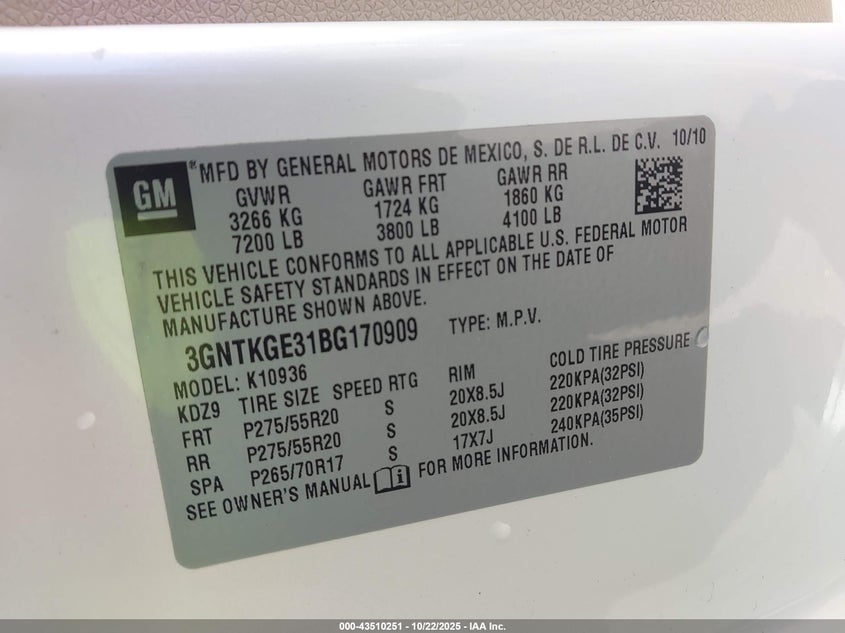 GM
® MFD BY GENERAL MOTORS DE MEXICO, S. DE R.L. DE C.V. 10/10
GVWR GAWR FRT GAWR RR
3266 KG 1724 KG 1860 KG
7200 LB 3800 LB 4100 LB
THIS VEHICLE CONFORMS TO ALL APPLICABLE U.S. FEDERAL MOTOR
VEHICLE SAFETY STANDARDS IN EFFECT ON THE DATE OF
MANUFACTURE SHOWN ABOVE.
3GNTKGE31BG170909 TYPE: M.P.V.
MODEL: K10936
KDZ9 TIRE SIZE SPEED RTG RIM COLD TIRE PRESSURE
FRT P275/55R20 S 20X8.5J 220KPA(32PSI)
RR P275/55R20 S 20X8.5J 220KPA(32PSI)
SPA P265/70R17 S 17X7J 240KPA(35PSI)
SEE OWNER'S MANUAL i FOR MORE INFORMATION.
000-43510251 - 10/22/2025 - IAA Inc.